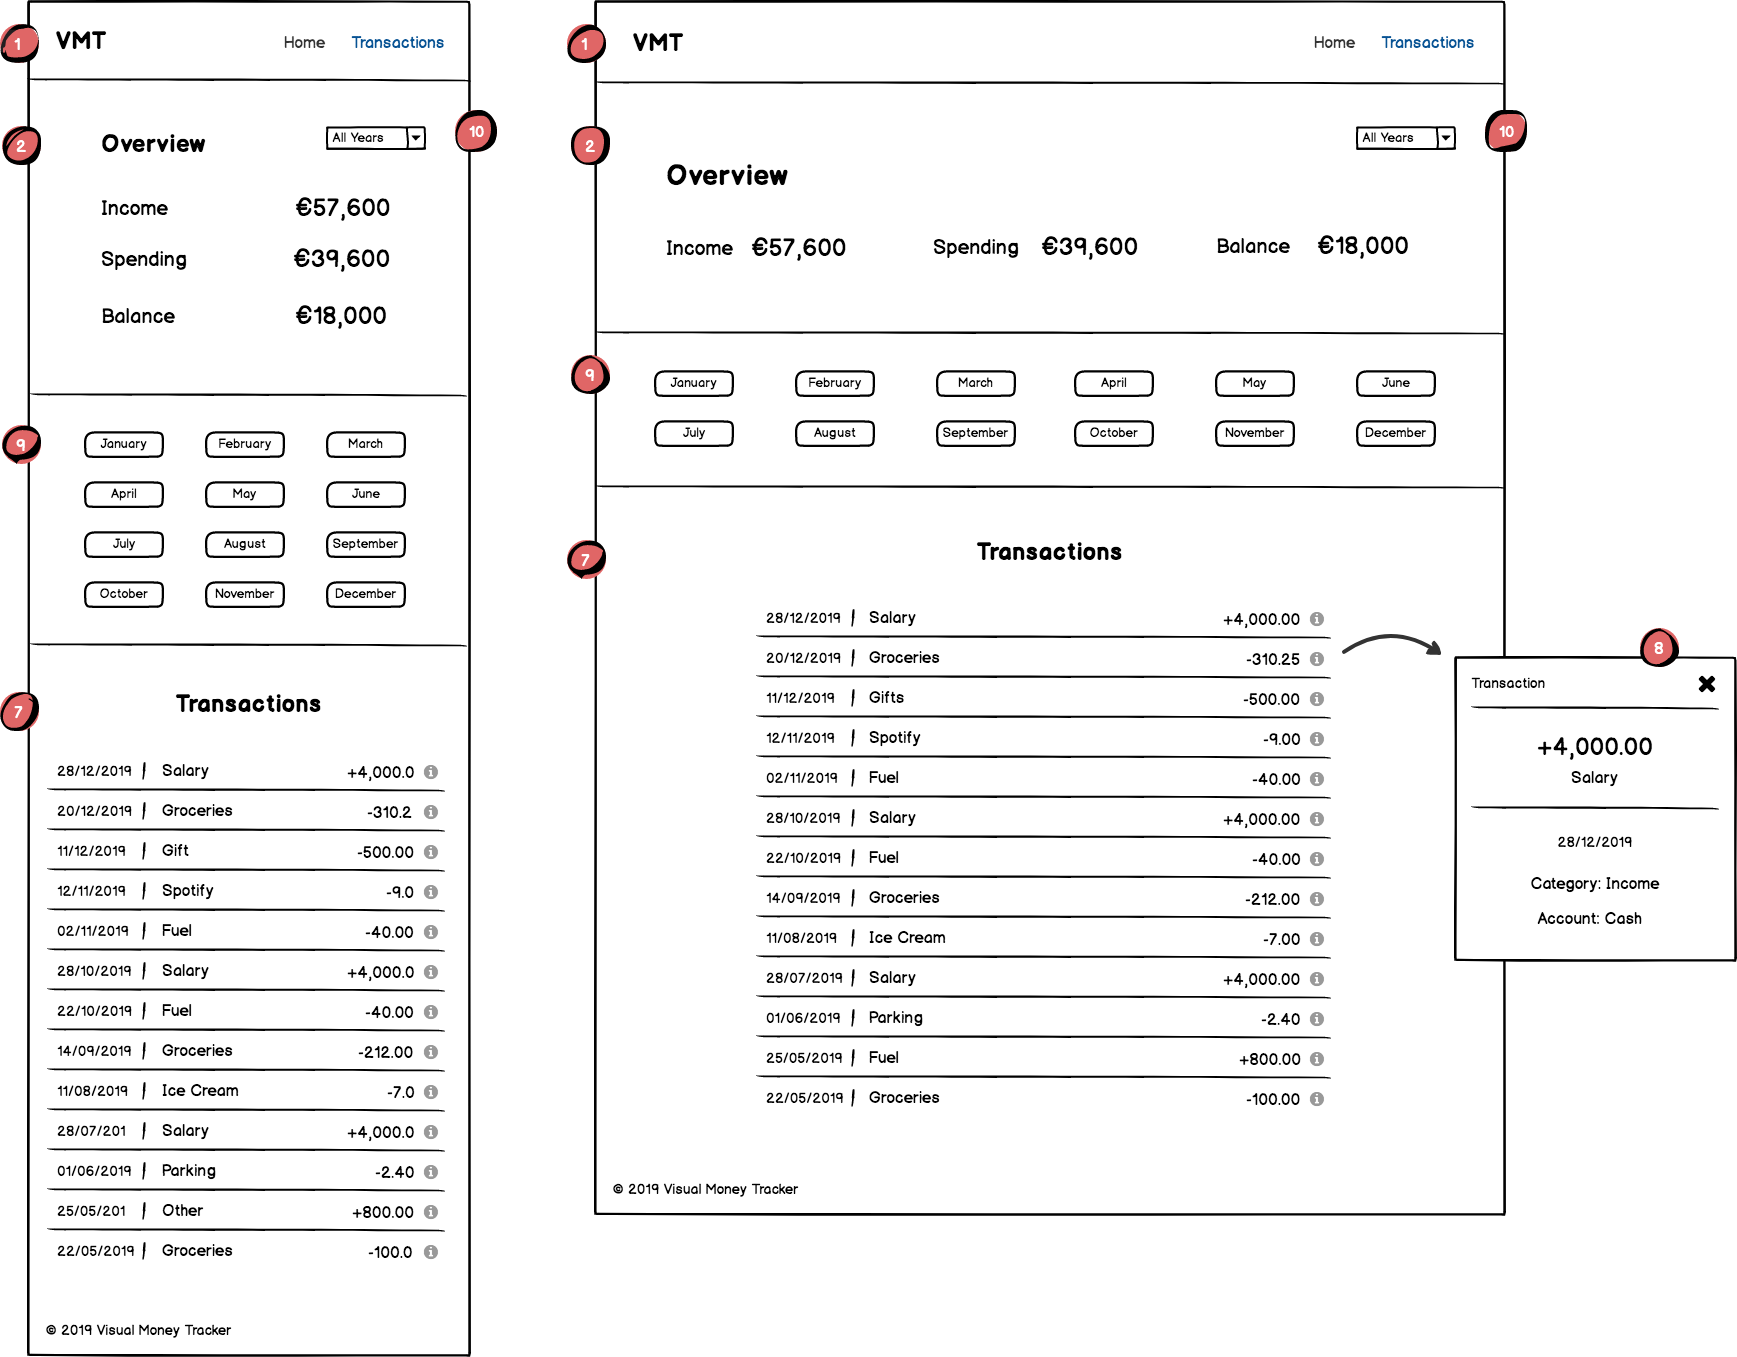 1
VMT
Home Transactions
2
Overview
All Years
10
Income €57,600
Spending €39,600
Balance €18,000
9
January February March
April May June
July August September
October November December
7
Transactions
28/12/2019 | Salary +4,000.0
20/12/2019 | Groceries -310.2
11/12/2019 | Gift -500.00
12/11/2019 | Spotify -9.0
02/11/2019 | Fuel -40.00
28/10/2019 | Salary +4,000.0
22/10/2019 | Fuel -40.00
14/09/2019 | Groceries -212.00
11/08/2019 | Ice Cream -7.0
28/07/201 | Salary +4,000.0
01/06/2019 | Parking -2.40
25/05/201 | Other +800.00
22/05/2019 | Groceries -100.0
© 2019 Visual Money Tracker
1
VMT
Home Transactions
2
All Years
10
Overview
Income €57,600 Spending €39,600 Balance €18,000
9
January February March April May June
July August September October November December
7
Transactions
28/12/2019 | Salary +4,000.00
20/12/2019 | Groceries -310.25
11/12/2019 | Gifts -500.00
12/11/2019 | Spotify -9.00
02/11/2019 | Fuel -40.00
28/10/2019 | Salary +4,000.00
22/10/2019 | Fuel -40.00
14/09/2019 | Groceries -212.00
11/08/2019 | Ice Cream -7.00
28/07/2019 | Salary +4,000.00
01/06/2019 | Parking -2.40
25/05/2019 | Fuel +800.00
22/05/2019 | Groceries -100.00
© 2019 Visual Money Tracker
8
Transaction
+4,000.00
Salary
28/12/2019
Category: Income
Account: Cash